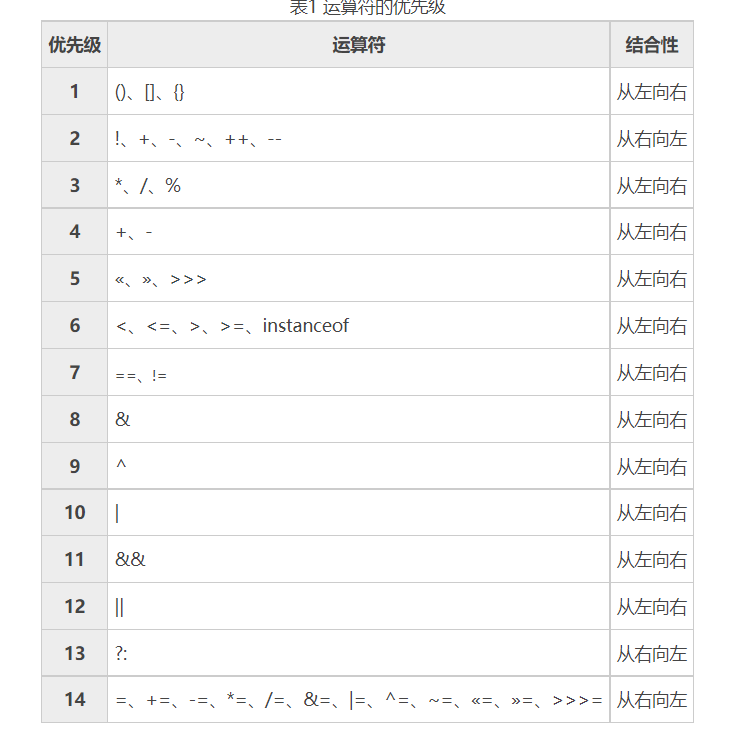 表1 运算符的优先级
优先级 运算符 结合性
1 ()、[]、{} 从左向右
2 !、+、-、~、++、-- 从右向左
3 *、/、% 从左向右
4 +、- 从左向右
5 «、»、>>> 从左向右
6 <、<=、>、>=、instanceof 从左向右
7 ==、!= 从左向右
8 & 从左向右
9 ^ 从左向右
10 | 从左向右
11 && 从左向右
12 || 从左向右
13 ?: 从右向左
14 =、+=、-=、*=、/=、&=、|=、^=、~=、«=、»=、>>>= 从右向左